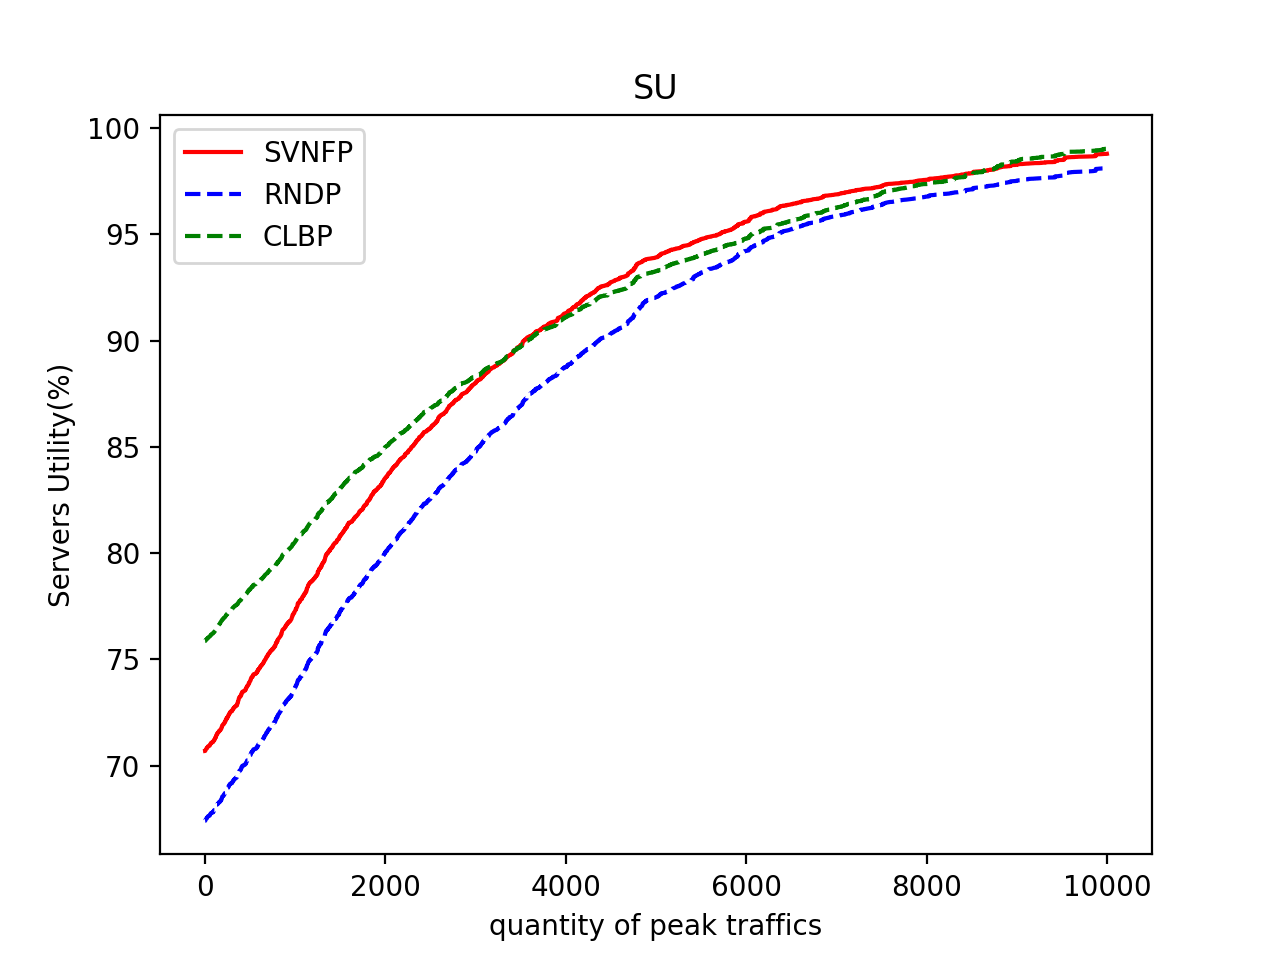 SU
100
95
90
85
80
75
70
Servers Utility(%)
SVNFP
RNDP
CLBP
0 2000 4000 6000 8000 10000
quantity of peak traffics